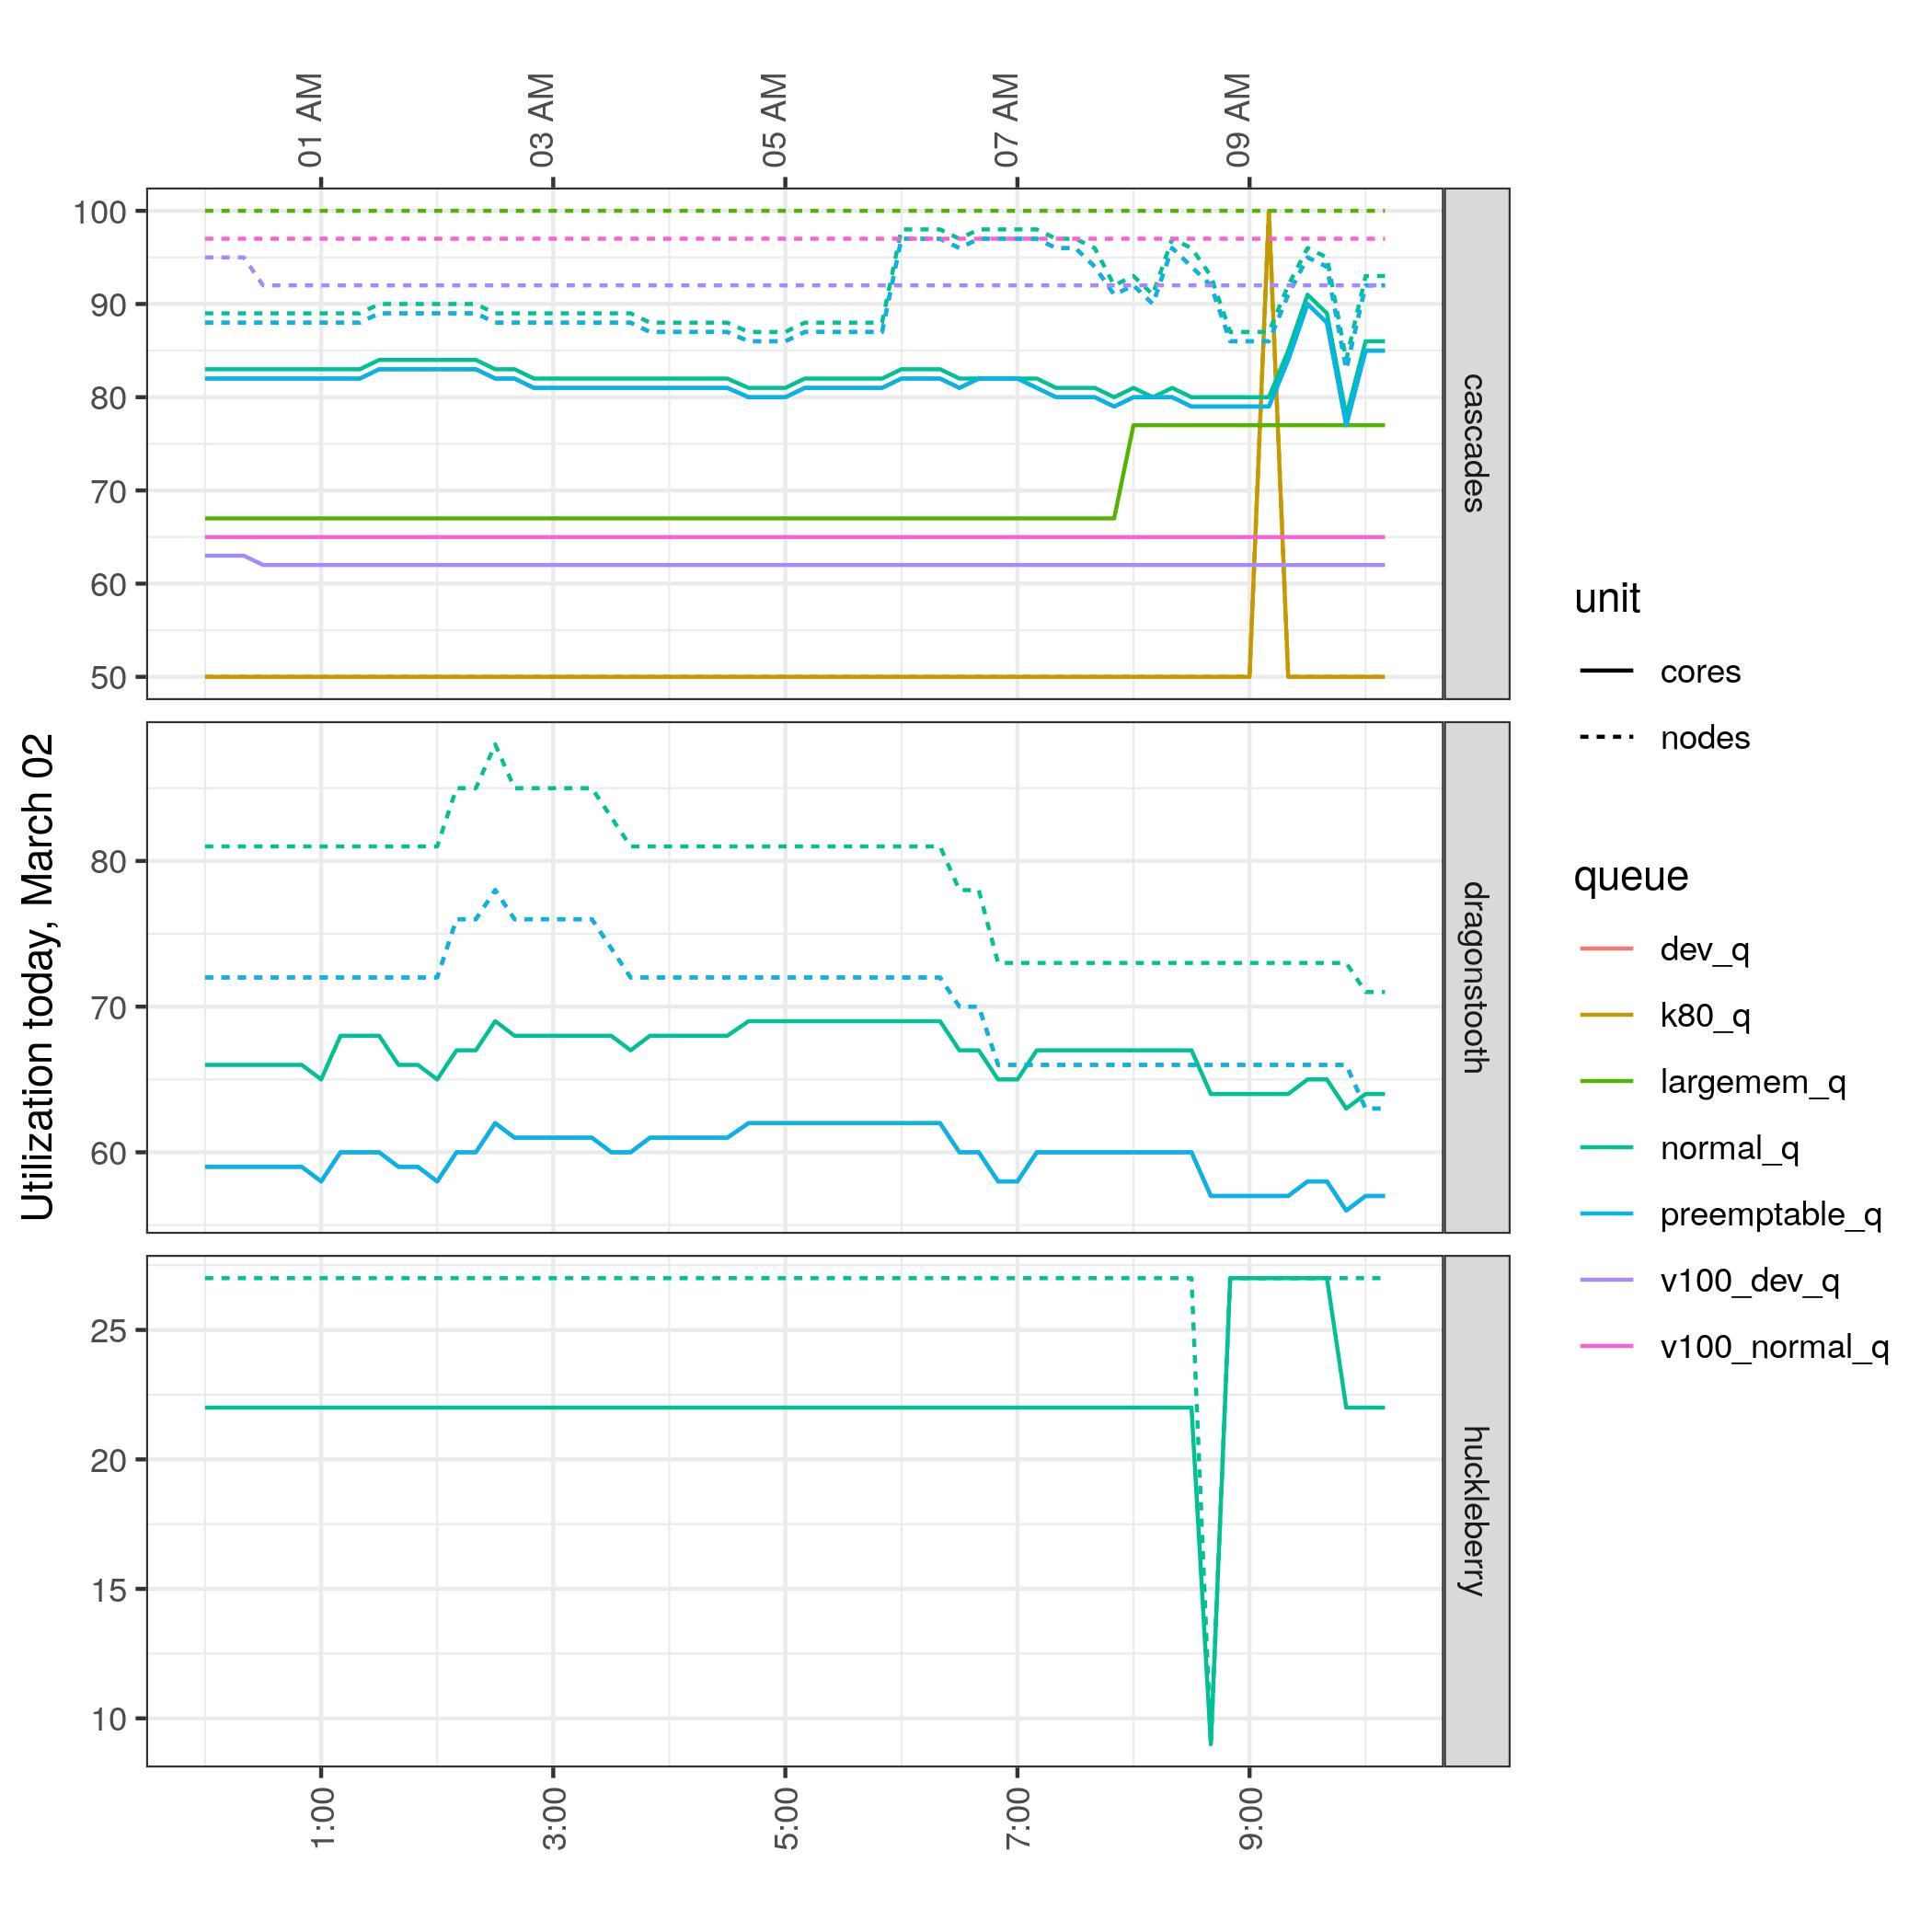 01 AM
03 AM
05 AM
07 AM
09 AM
Utilization today, March 02
100
90
80
70
60
50
cascades
80
70
60
dragonstooth
25
20
15
10
huckleberry
1:00
3:00
5:00
7:00
9:00
unit
cores
nodes
queue
dev_q
k80_q
largemem_q
normal_q
preemptable_q
v100_dev_q
v100_normal_q